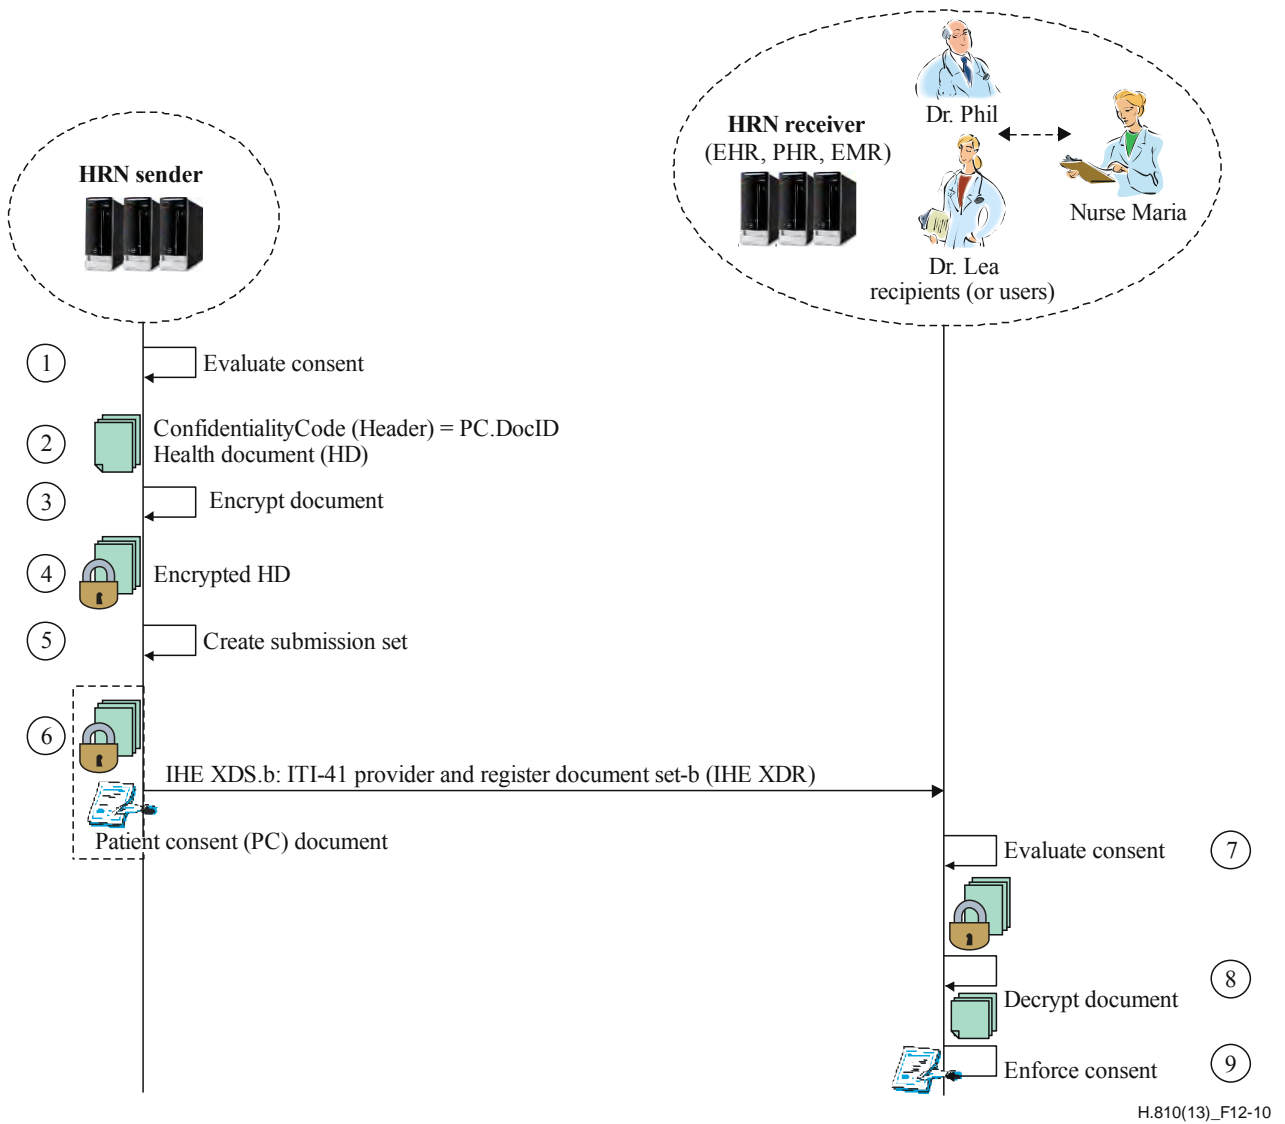 HRN sender
HRN receiver
(EHR, PHR, EMR)
Dr. Phil
Nurse Maria
Dr. Lea
recipients (or users)
1
Evaluate consent
2
ConfidentialityCode (Header) = PC.DocID
Health document (HD)
3
Encrypt document
4
Encrypted HD
5
Create submission set
6
IHE XDS.b: ITI-41 provider and register document set-b (IHE XDR)
Patient consent (PC) document
Evaluate consent
7
8
Decrypt document
Enforce consent
9
H.810(13)_F12-10